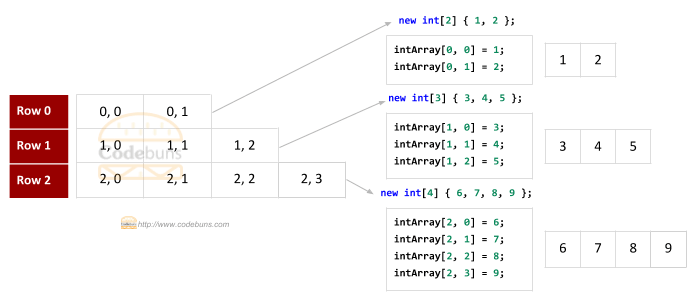 new int[2] { 1, 2 };
intArray[0, 0] = 1;
intArray[0, 1] = 2;
1 2
new int[3] { 3, 4, 5 };
Row 0 0, 0 0, 1
Row 1 1, 0 1, 1 1, 2
Row 2 2, 0 2, 1 2, 2 2, 3
Codebuns
intArray[1, 0] = 3;
intArray[1, 1] = 4;
intArray[1, 2] = 5;
3 4 5
new int[4] { 6, 7, 8, 9 };
http://www.codebuns.com
intArray[2, 0] = 6;
intArray[2, 1] = 7;
intArray[2, 2] = 8;
intArray[2, 3] = 9;
6 7 8 9